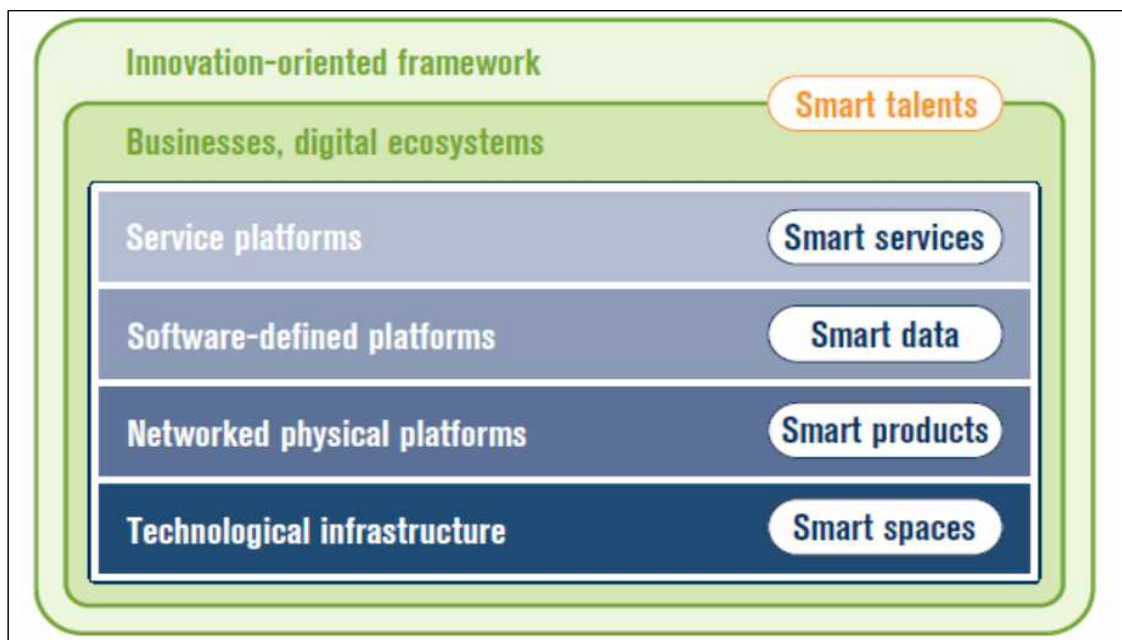 Innovation-oriented framework
Smart talents
Businesses, digital ecosystems
Service platforms
Smart services
Software-defined platforms
Smart data
Networked physical platforms
Smart products
Technological infrastructure
Smart spaces